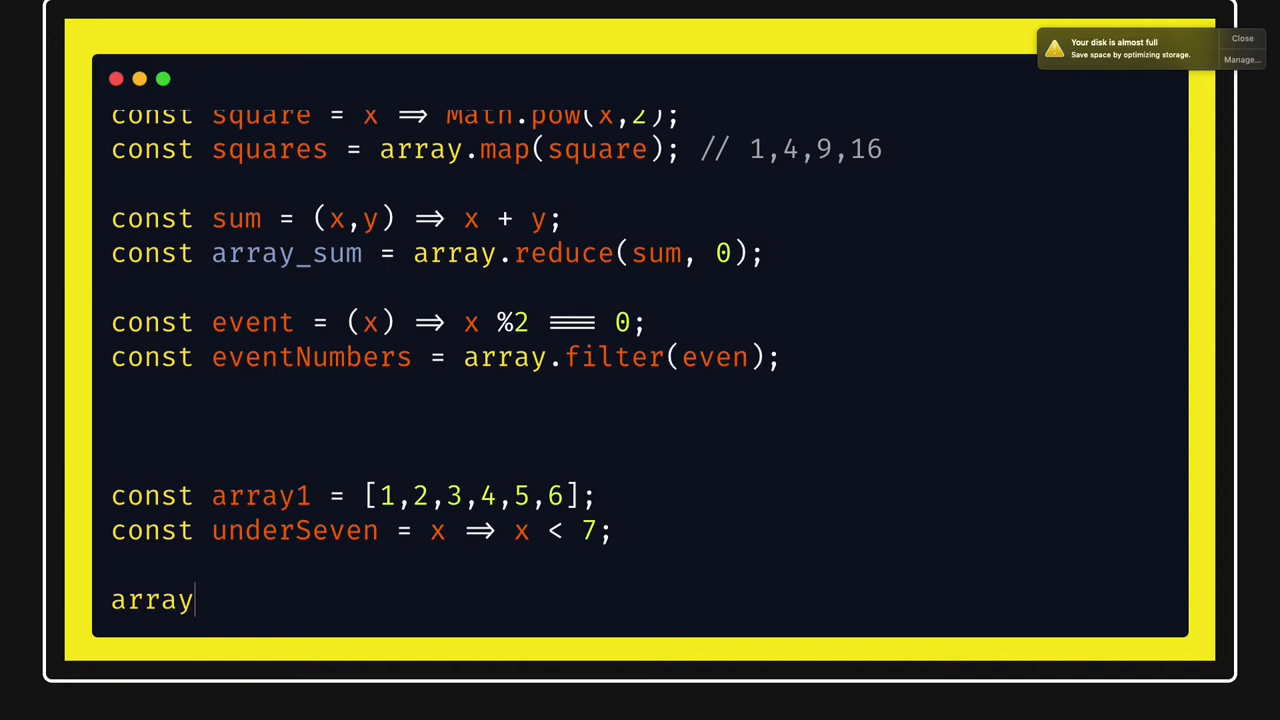 Your disk is almost full
Save space by optimizing storage.
Close
Manage...
const square = x => Math.pow(x,2);
const squares = array.map(square); // 1,4,9,16
const sum = (x,y) => x + y;
const array_sum = array.reduce(sum, 0);
const event = (x) => x %2 === 0;
const eventNumbers = array.filter(even);
const array1 = [1,2,3,4,5,6];
const underSeven = x => x < 7;
array